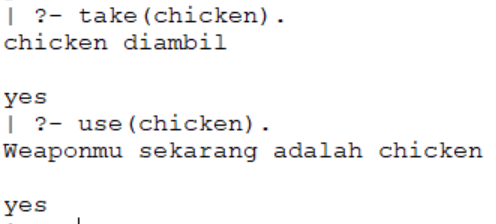 | ?- take(chicken).
chicken diambil
yes
| ?- use(chicken).
Weaponmu sekarang adalah chicken
yes